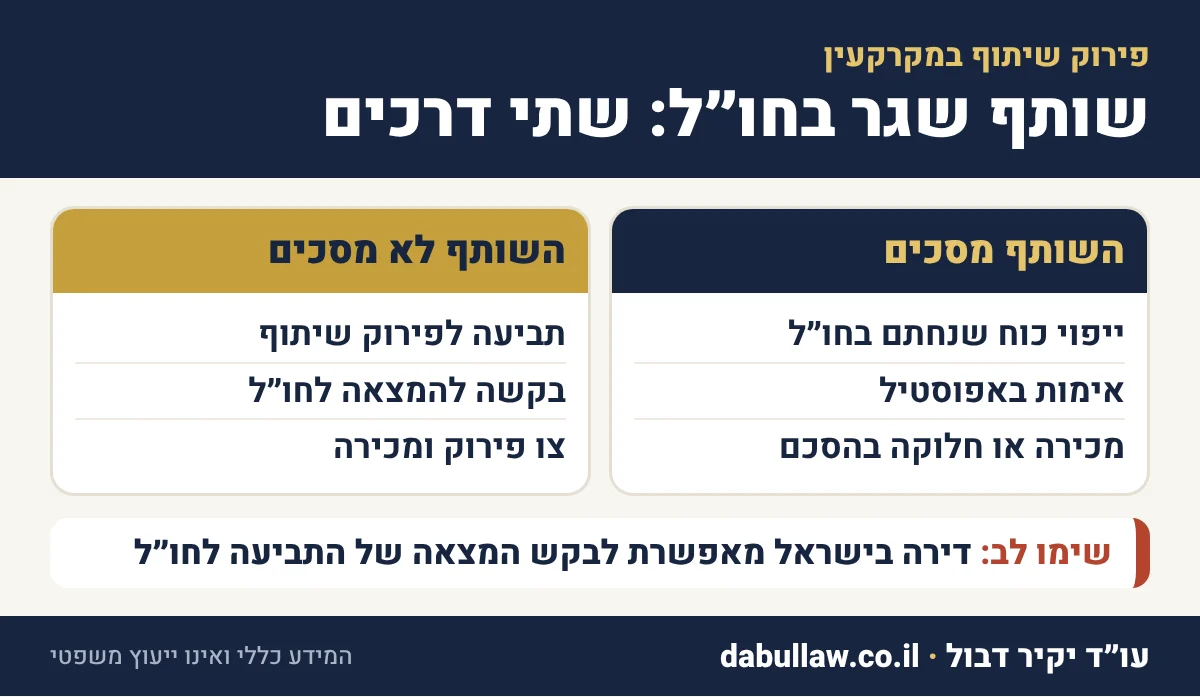 פירוק שיתוף במקרקעין
שותף שגר בחו״ל: שתי דרכים
השותף מסכים
ייפוי כוח שנחתם בחו״ל
אימות באפוסטיל
מכירה או חלוקה בהסכם
השותף לא מסכים
תביעה לפירוק שיתוף
בקשה להמצאה לחו״ל
צו פירוק ומכירה
שימו לב: דירה בישראל מאפשרת לבקש המצאה של התביעה לחו״ל
עו״ד יקיר דבול · dabullaw.co.il
המידע כללי ואינו ייעוץ משפטי